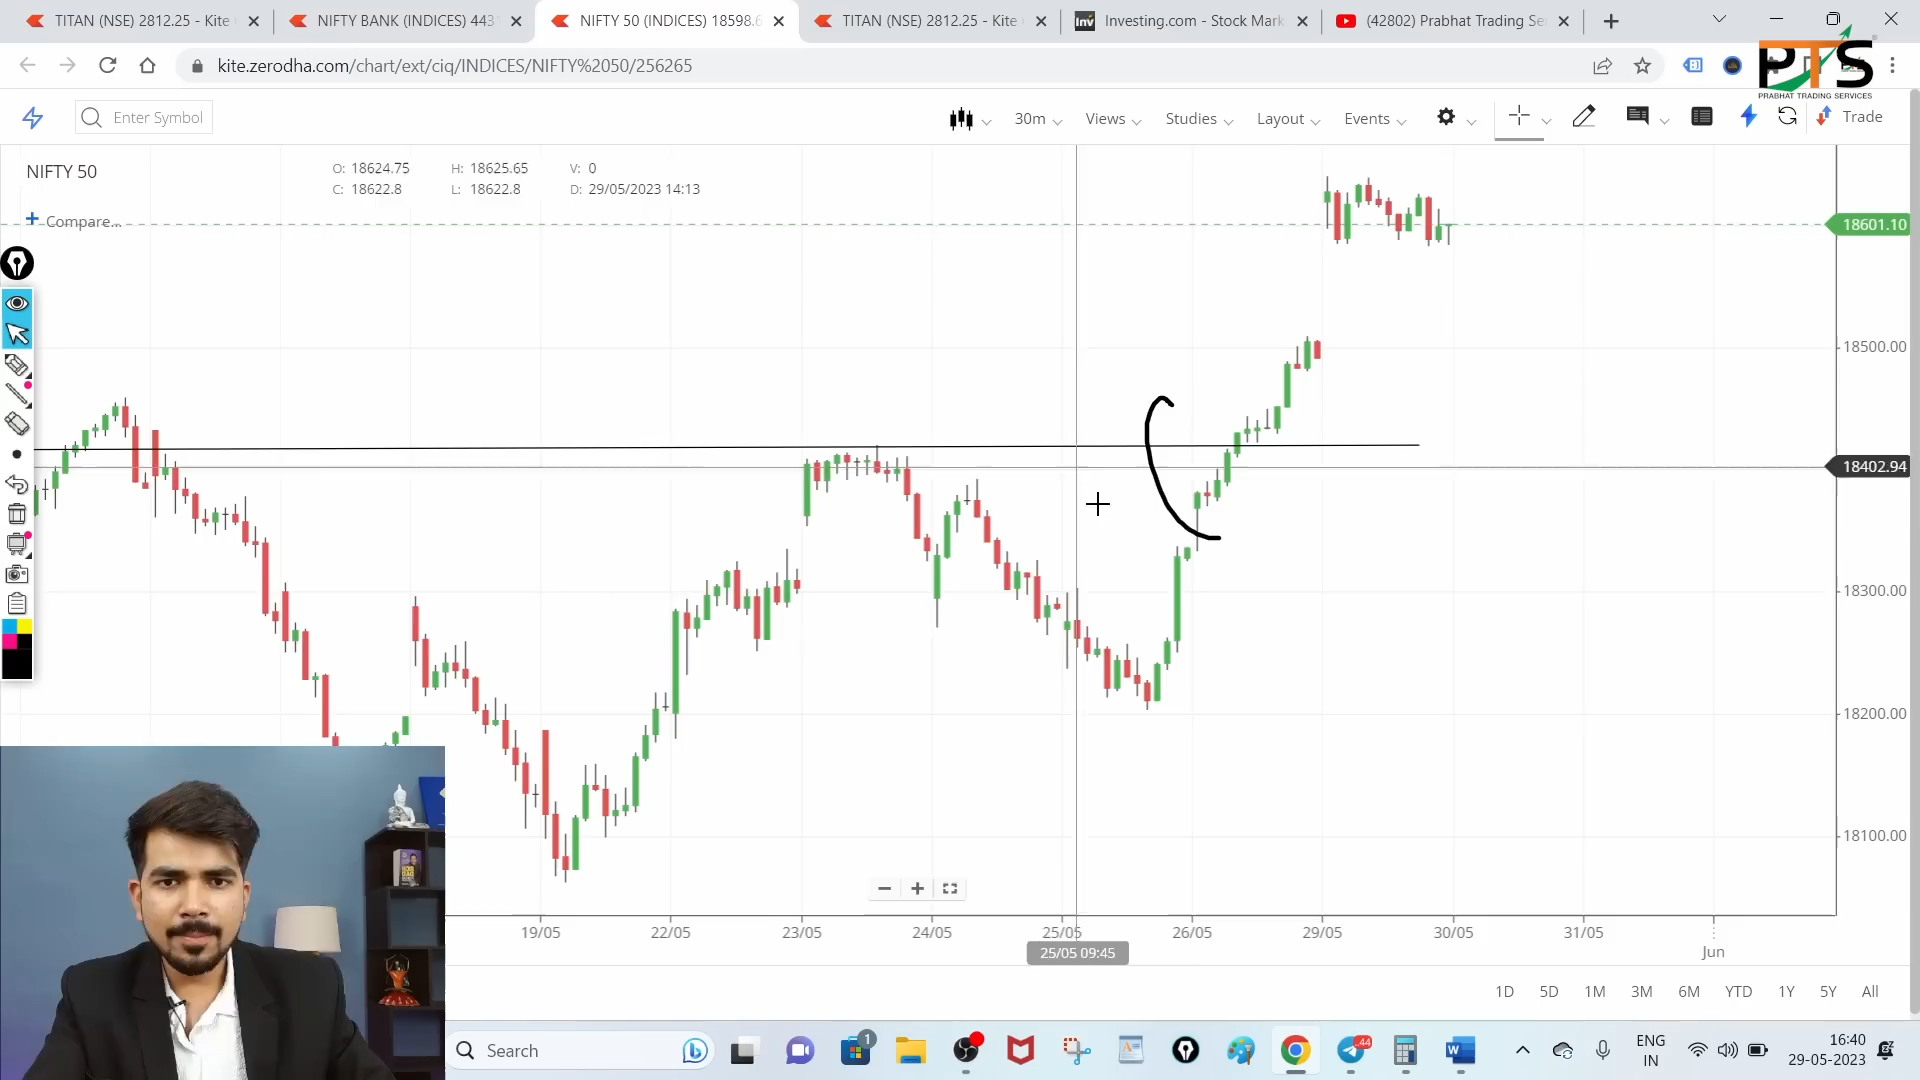 TITAN (NSE) 2812.25 - Kite
NIFTY BANK (INDICES) 443
NIFTY 50 (INDICES) 18598.6
TITAN (NSE) 2812.25 - Kite
Inv Investing.com - Stock Mark
(42802) Prabhat Trading Se
kite.zerodha.com/chart/ext/ciq/INDICES/NIFTY%2050/256265
PTS
PRABHAT TRADING SERVICES
Enter Symbol
30m
Views
Studies
Layout
Events
Trade
NIFTY 50
O: 18624.75 H: 18625.65 V: 0
C: 18622.8 L: 18622.8 D: 29/05/2023 14:13
+ Compare...
18601.10
18500.00
18402.94
18300.00
18200.00
18100.00
19/05 22/05 23/05 24/05 25/05 26/05 29/05 30/05 31/05
25/05 09:45
Jun
1D 5D 1M 3M 6M YTD 1Y 5Y All
Search
1
44
W
ENG
IN
16:40
29-05-2023